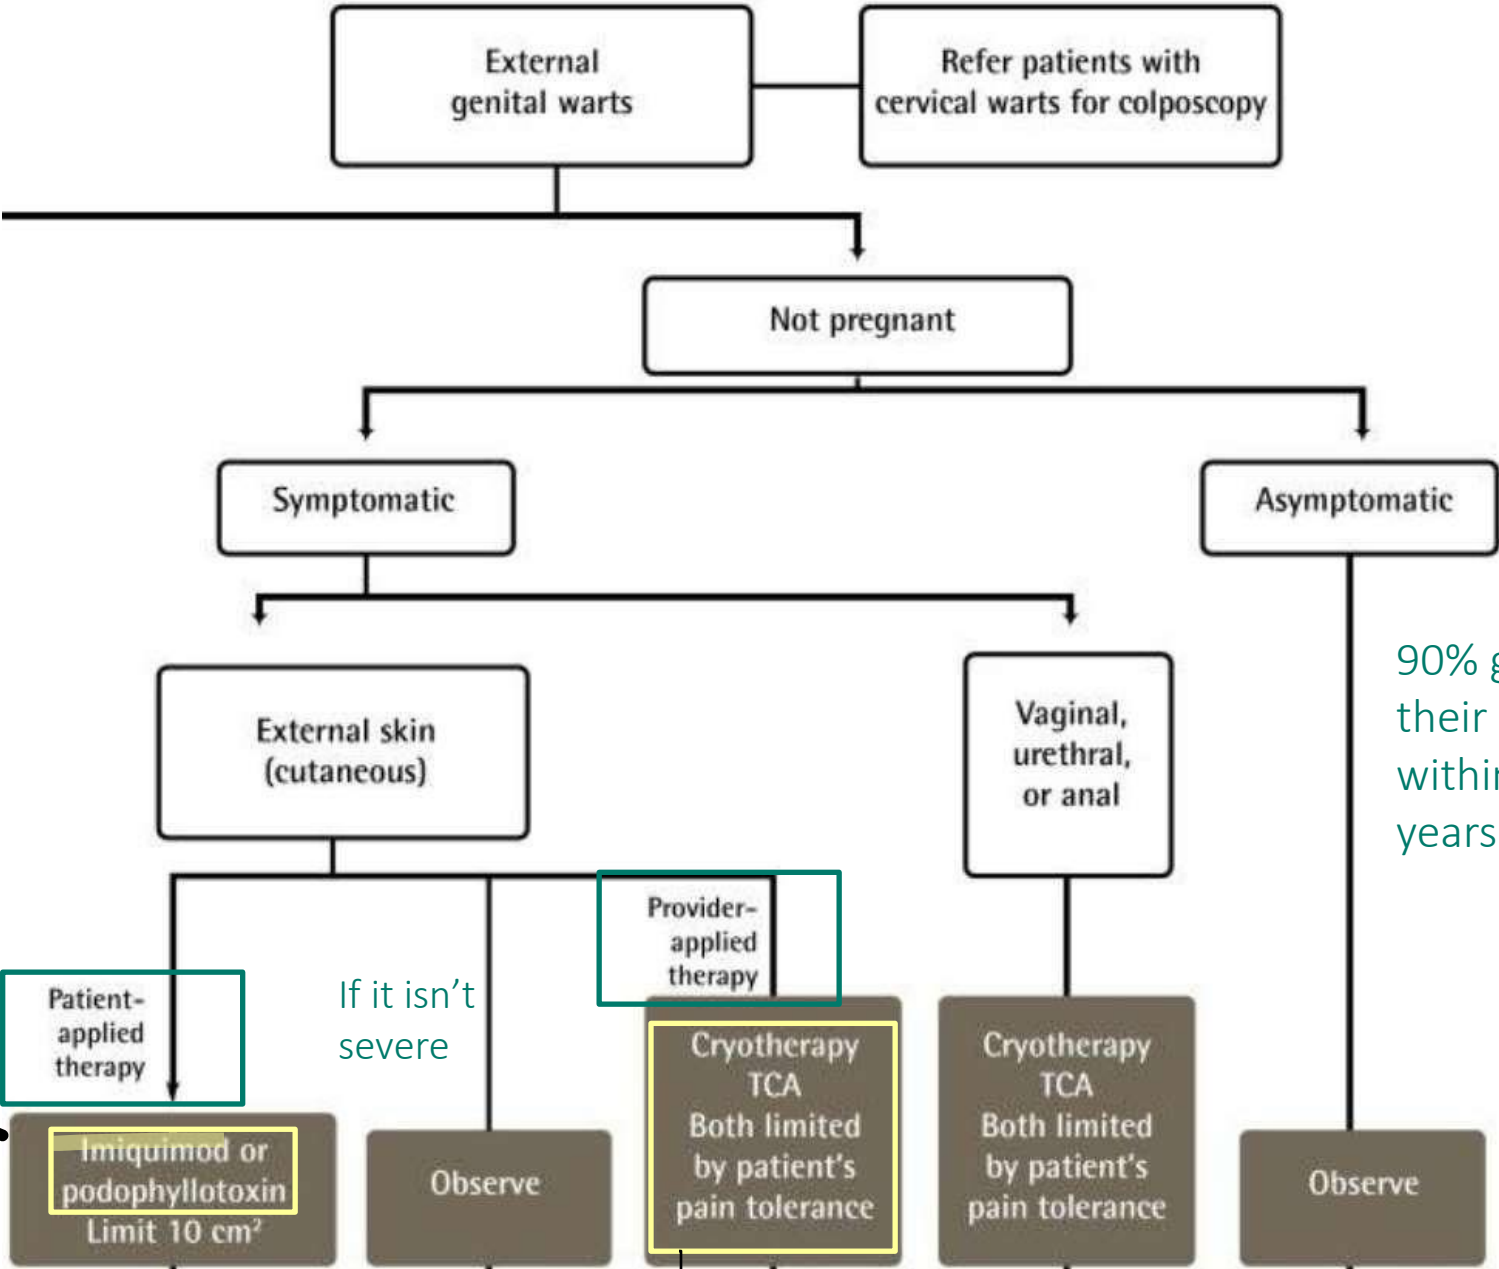 External
genital warts
Refer patients with
cervical warts for colposcopy
Not pregnant
Symptomatic
Asymptomatic
External skin
(cutaneous)
Vaginal,
urethral,
or anal
90%
their
years
Patient-
applied
therapy
If it isn't
severe
Provider-
applied
therapy
Imiquimod or
podophyllotoxin
Limit 10 cm²
Observe
Cryotherapy
TCA
Both limited
by patient's
pain tolerance
Cryotherapy
TCA
Both limited
by patient's
pain tolerance
Observe